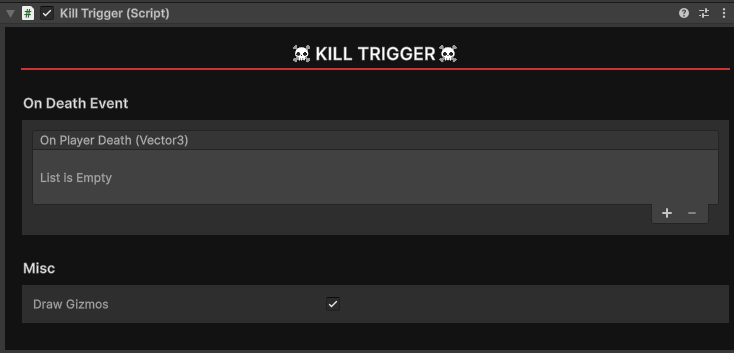 # Kill Trigger (Script)
☠ KILL TRIGGER ☠
On Death Event
On Player Death (Vector3)
List is Empty
+ −
Misc
Draw Gizmos